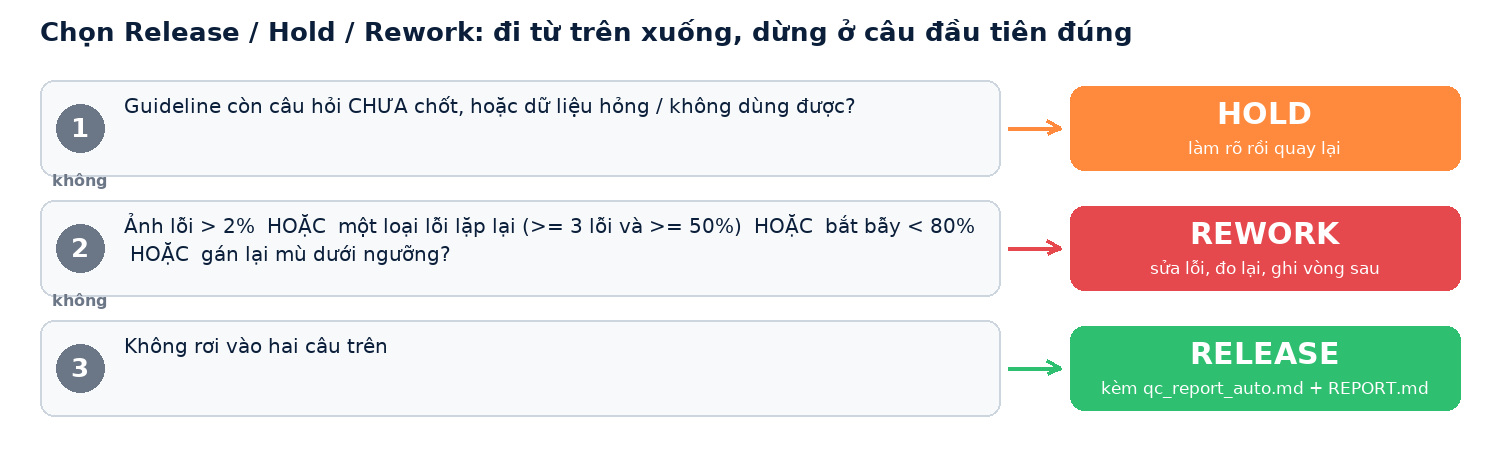 Chọn Release / Hold / Rework: đi từ trên xuống, dừng ở câu đầu tiên đúng
1
Guideline còn câu hỏi CHƯA chốt, hoặc dữ liệu hỏng / không dùng được?
HOLD
làm rõ rồi quay lại
không
2
Ảnh lỗi > 2% HOẶC một loại lỗi lặp lại (>= 3 lỗi và >= 50%) HOẶC bắt bẫy < 80%
HOẶC gán lại mù dưới ngưỡng?
REWORK
sửa lỗi, đo lại, ghi vòng sau
không
3
Không rơi vào hai câu trên
RELEASE
kèm qc_report_auto.md + REPORT.md